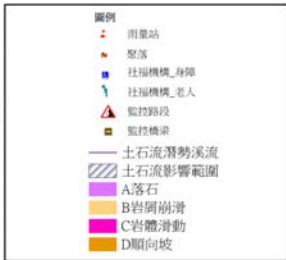 圖例
雨量站
聚落
社福機構_身障
社福機構_老人
監控路段
監控橋梁
土石流潛勢溪流
土石流影響範圍
A落石
B岩屑崩滑
C岩體滑動
D順向坡